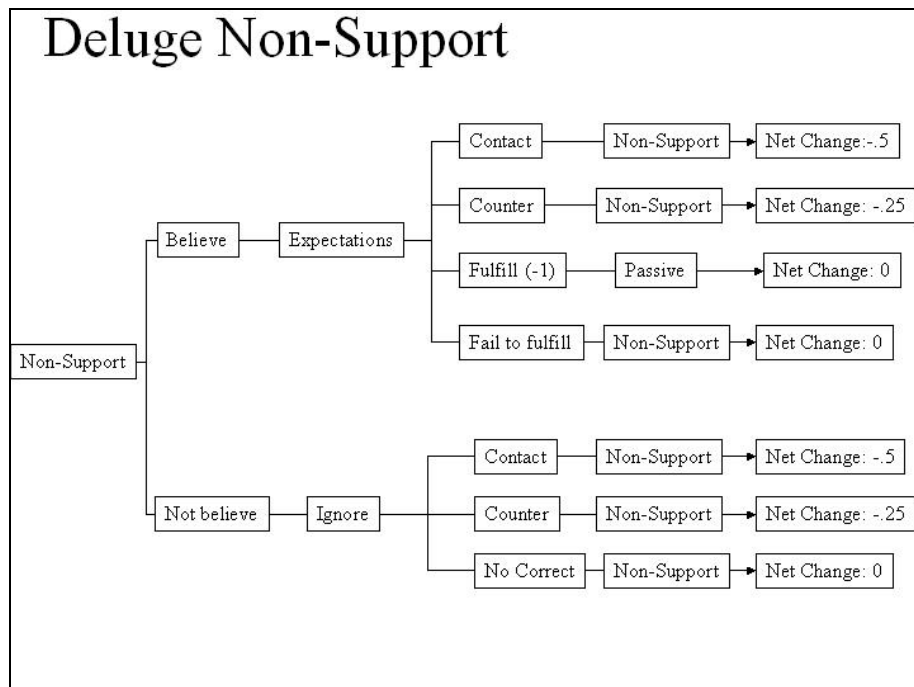 Deluge Non-Support
Contact Non-Support Net Change:-.5
Counter Non-Support Net Change: -.25
Believe Expectations
Fulfill (-1) Passive Net Change: 0
Fail to fulfill Non-Support Net Change: 0
Non-Support
Contact Non-Support Net Change: -.5
Not believe Ignore Counter Non-Support Net Change: -.25
No Correct Non-Support Net Change: 0